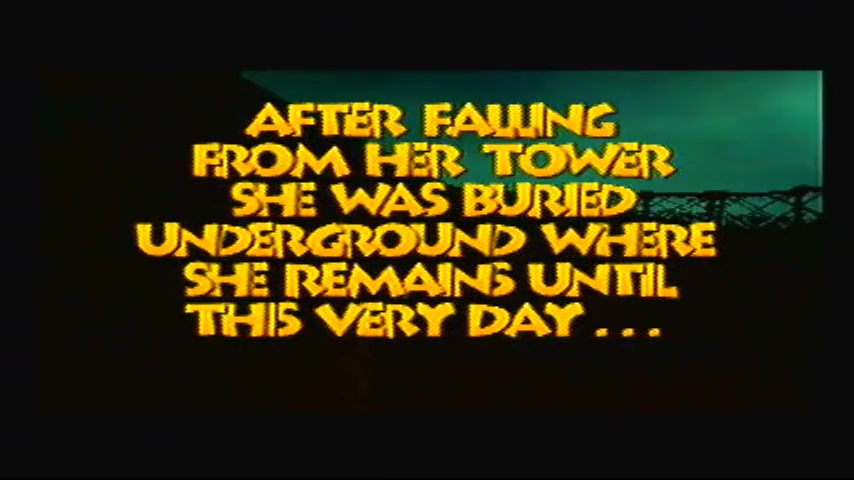 AFTER FALLING
FROM HER TOWER
SHE WAS BURIED
UNDERGROUND WHERE
SHE REMAINS UNTIL
THIS VERY DAY...